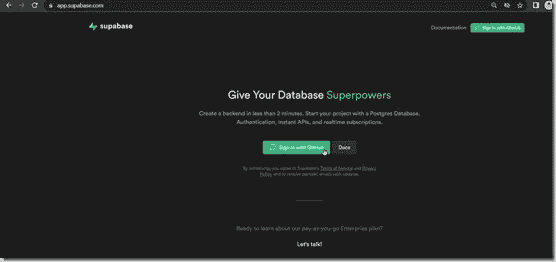 app.supabase.com
supabase
Documentation
Sign in with GitHub
Give Your Database Superpowers
Create a backend in less than 2 minutes. Start your project with a Postgres Database,
Authentication, instant APIs, and realtime subscriptions.
Sign in with GitHub
Docs
By continuing, you agree to Supabase's Terms of Service and Privacy
Policy, and to receive periodic emails with updates.
Ready to learn about our pay-as-you-go Enterprise plan?
Let's talk!